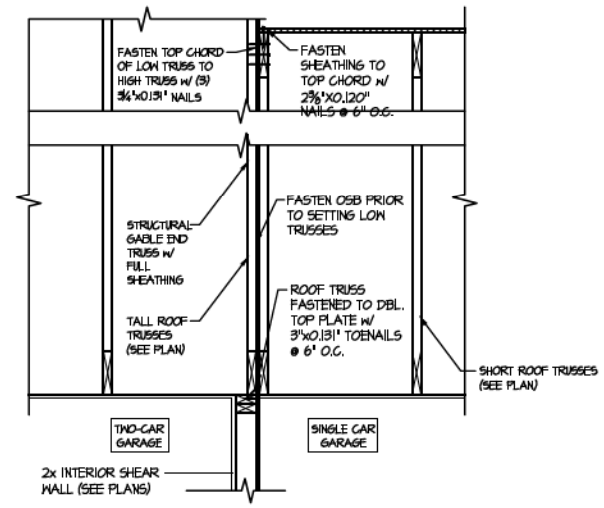 FASTEN TOP CHORD
OF LOW TRUSS TO
HIGH TRUSS W/ (3)
3¼"X0.131" NAILS
FASTEN
SHEATHING TO
TOP CHORD W/
2⅜"X0.120"
NAILS @ 6" O.C.
STRUCTURAL
GABLE END
TRUSS W/
FULL
SHEATHING
FASTEN OSB PRIOR
TO SETTING LOW
TRUSSES
TALL ROOF
TRUSSES
(SEE PLAN)
ROOF TRUSS
FASTENED TO DBL.
TOP PLATE W/
3"X0.131" TOENAILS
@ 6" O.C.
SHORT ROOF TRUSSES
(SEE PLAN)
TWO-CAR
GARAGE
SINGLE CAR
GARAGE
2x INTERIOR SHEAR
WALL (SEE PLANS)